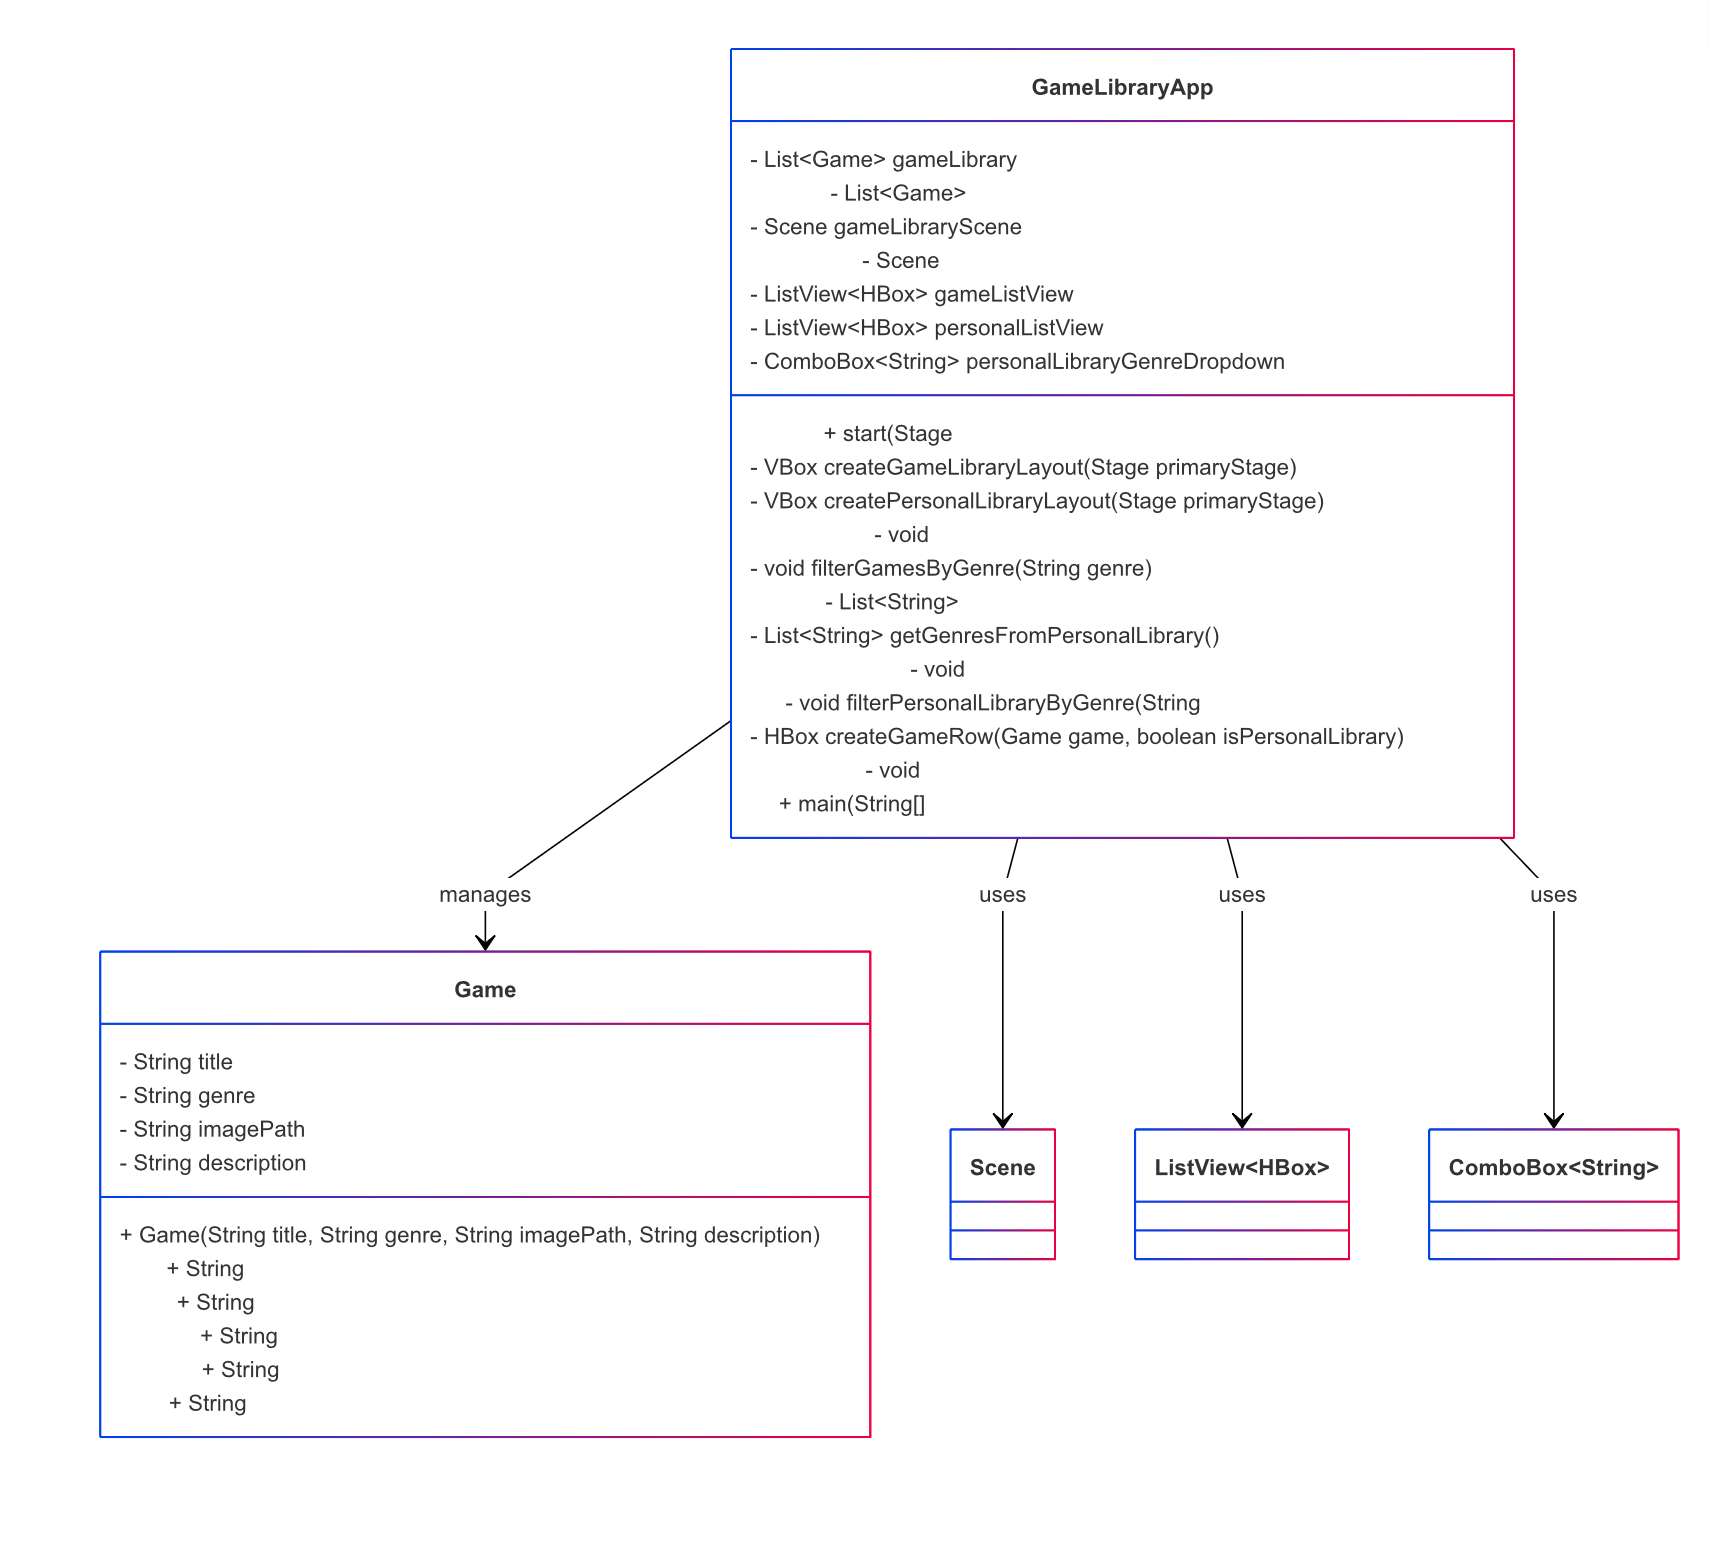 GameLibraryApp
- List<Game> gameLibrary
- List<Game>
- Scene gameLibraryScene
- Scene
- ListView<HBox> gameListView
- ListView<HBox> personalListView
- ComboBox<String> personalLibraryGenreDropdown
+ start(Stage
- VBox createGameLibraryLayout(Stage primaryStage)
- VBox createPersonalLibraryLayout(Stage primaryStage)
- void
- void filterGamesByGenre(String genre)
- List<String>
- List<String> getGenresFromPersonalLibrary()
- void
- void filterPersonalLibraryByGenre(String
- HBox createGameRow(Game game, boolean isPersonalLibrary)
- void
+ main(String[]
manages
uses
uses
uses
Game
- String title
- String genre
- String imagePath
- String description
+ Game(String title, String genre, String imagePath, String description)
+ String
+ String
+ String
+ String
+ String
Scene
ListView<HBox>
ComboBox<String>